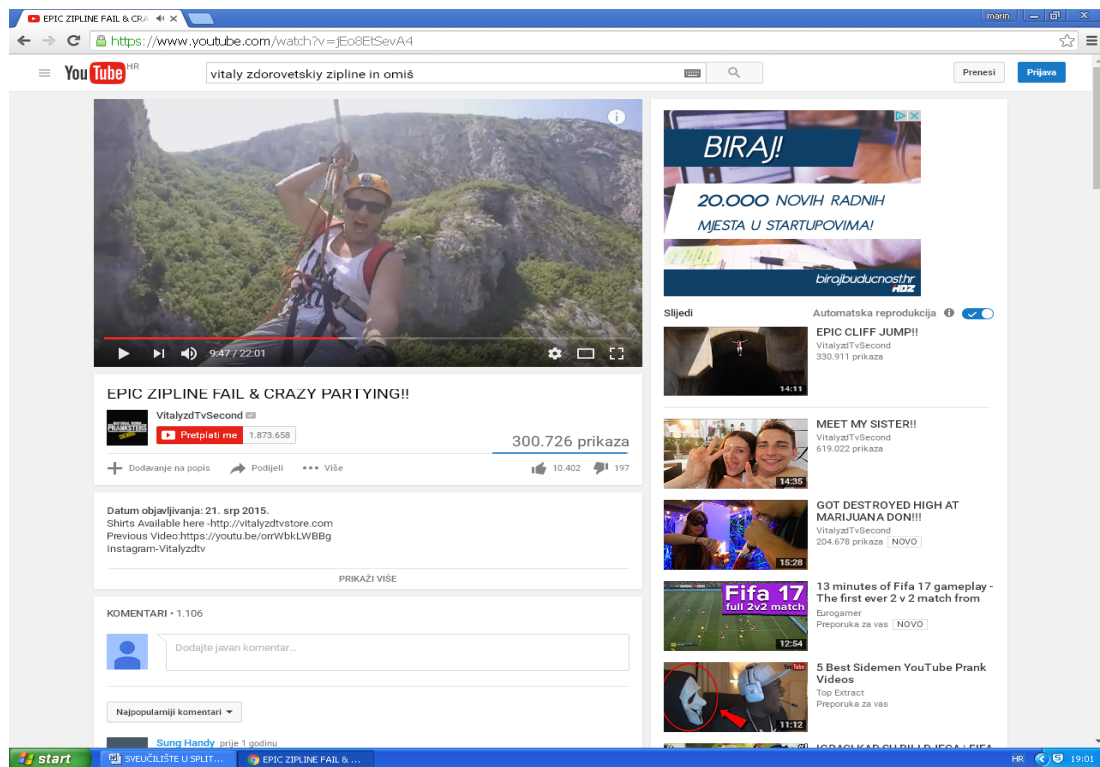 EPIC ZIPLINE FAIL & CRA
marin
https://www.youtube.com/watch?v=jEo8EtSevA4
YouTube HR
vitaly zdorovetskiy zipline in omiš
Prenesi
Prijava
9:47 / 22:01
EPIC ZIPLINE FAIL & CRAZY PARTYING!!
NATURAL BORN
PRANKSTERS
VitalyzdTvSecond
Pretplati me 1.873.658
300.726 prikaza
Dodavanje na popis
Podijeli
Više
10.402
197
Datum objavljivanja: 21. srp 2015.
Shirts Available here -http://vitalyzdtvstore.com
Previous Video:https://youtu.be/orrWbkLWBBg
Instagram-Vitalyzdtv
PRIKAŽI VIŠE
KOMENTARI • 1.106
Dodajte javan komentar...
Najpopularniji komentari
Sung Handy prije 1 godinu
BIRAJ!
20.000 NOVIH RADNIH
MJESTA U STARTUPOVIMA!
birajbuducnost.hr
HDZ
Slijedi
Automatska reprodukcija
EPIC CLIFF JUMP!!
VitalyzdTvSecond
330.911 prikaza
14:11
MEET MY SISTER!!
VitalyzdTvSecond
619.022 prikaza
14:35
GOT DESTROYED HIGH AT
MARIJUANA DON!!!
VitalyzdTvSecond
204.678 prikaza NOVO
15:28
Fifa 17
full 2v2 match
12:54
13 minutes of Fifa 17 gameplay -
The first ever 2 v 2 match from
Eurogamer
Preporuka za vas NOVO
You Tube
11:12
5 Best Sidemen YouTube Prank
Videos
Top Extract
Preporuka za vas
start
SVEUČILIŠTE U SPLIT...
EPIC ZIPLINE FAIL & ...
HR
19:01